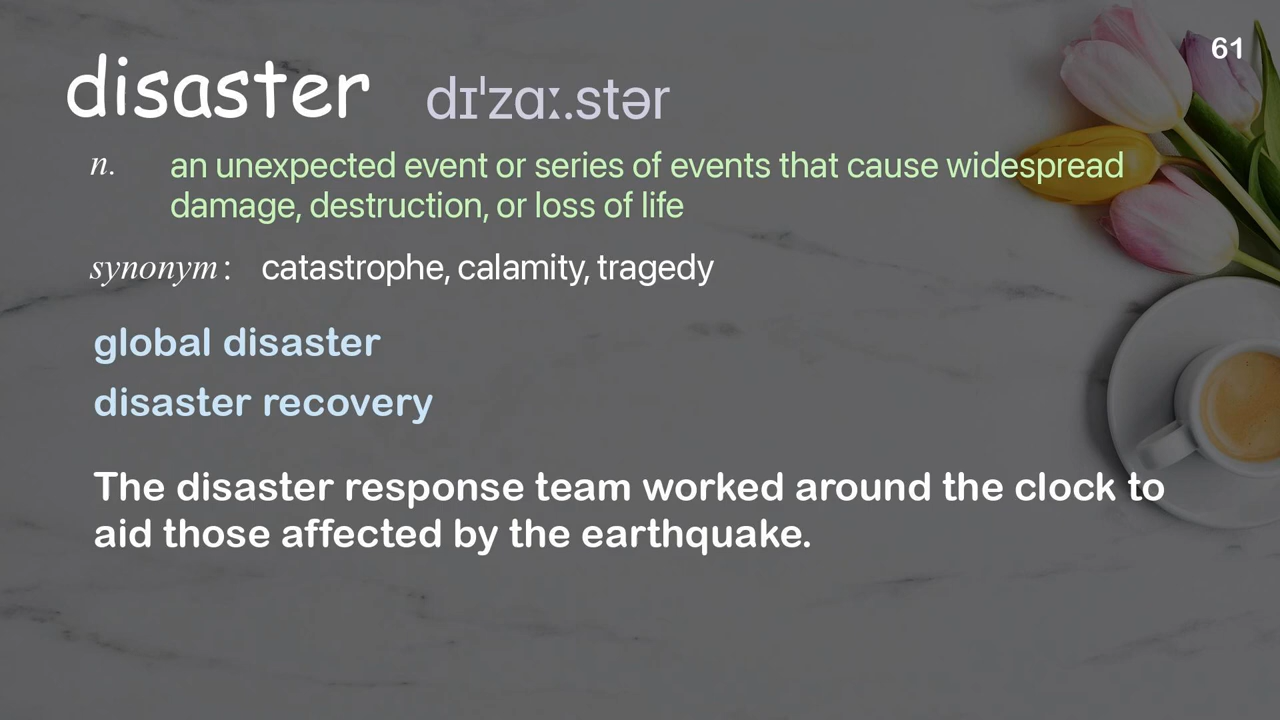 61
disaster dɪˈzɑː.stər
n. an unexpected event or series of events that cause widespread
damage, destruction, or loss of life
synonym: catastrophe, calamity, tragedy
global disaster
disaster recovery
The disaster response team worked around the clock to
aid those affected by the earthquake.